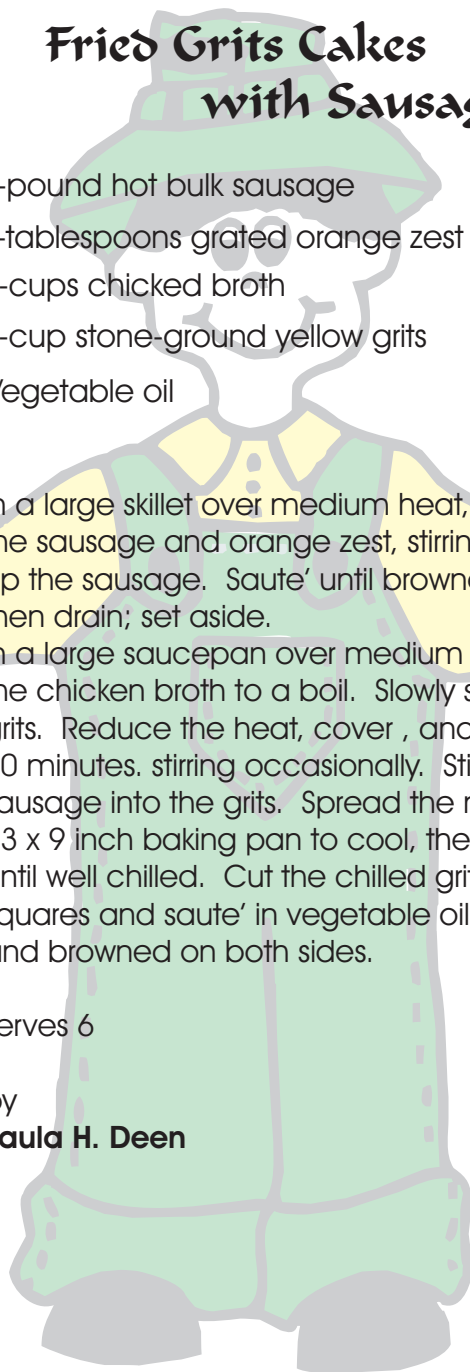 Fried Grits Cakes
with Sausag
-pound hot bulk sausage
-tablespoons grated orange zest
-cups chicked broth
-cup stone-ground yellow grits
Vegetable oil
n a large skillet over medium heat,
he sausage and orange zest, stirrin
p the sausage. Saute' until browne
hen drain; set aside.
n a large saucepan over medium
he chicken broth to a boil. Slowly s
grits. Reduce the heat, cover , and
0 minutes. stirring occasionally. Sti
ausage into the grits. Spread the
3 x 9 inch baking pan to cool, the
ntil well chilled. Cut the chilled grit
quares and saute' in vegetable oil
and browned on both sides.
erves 6
by
aula H. Deen